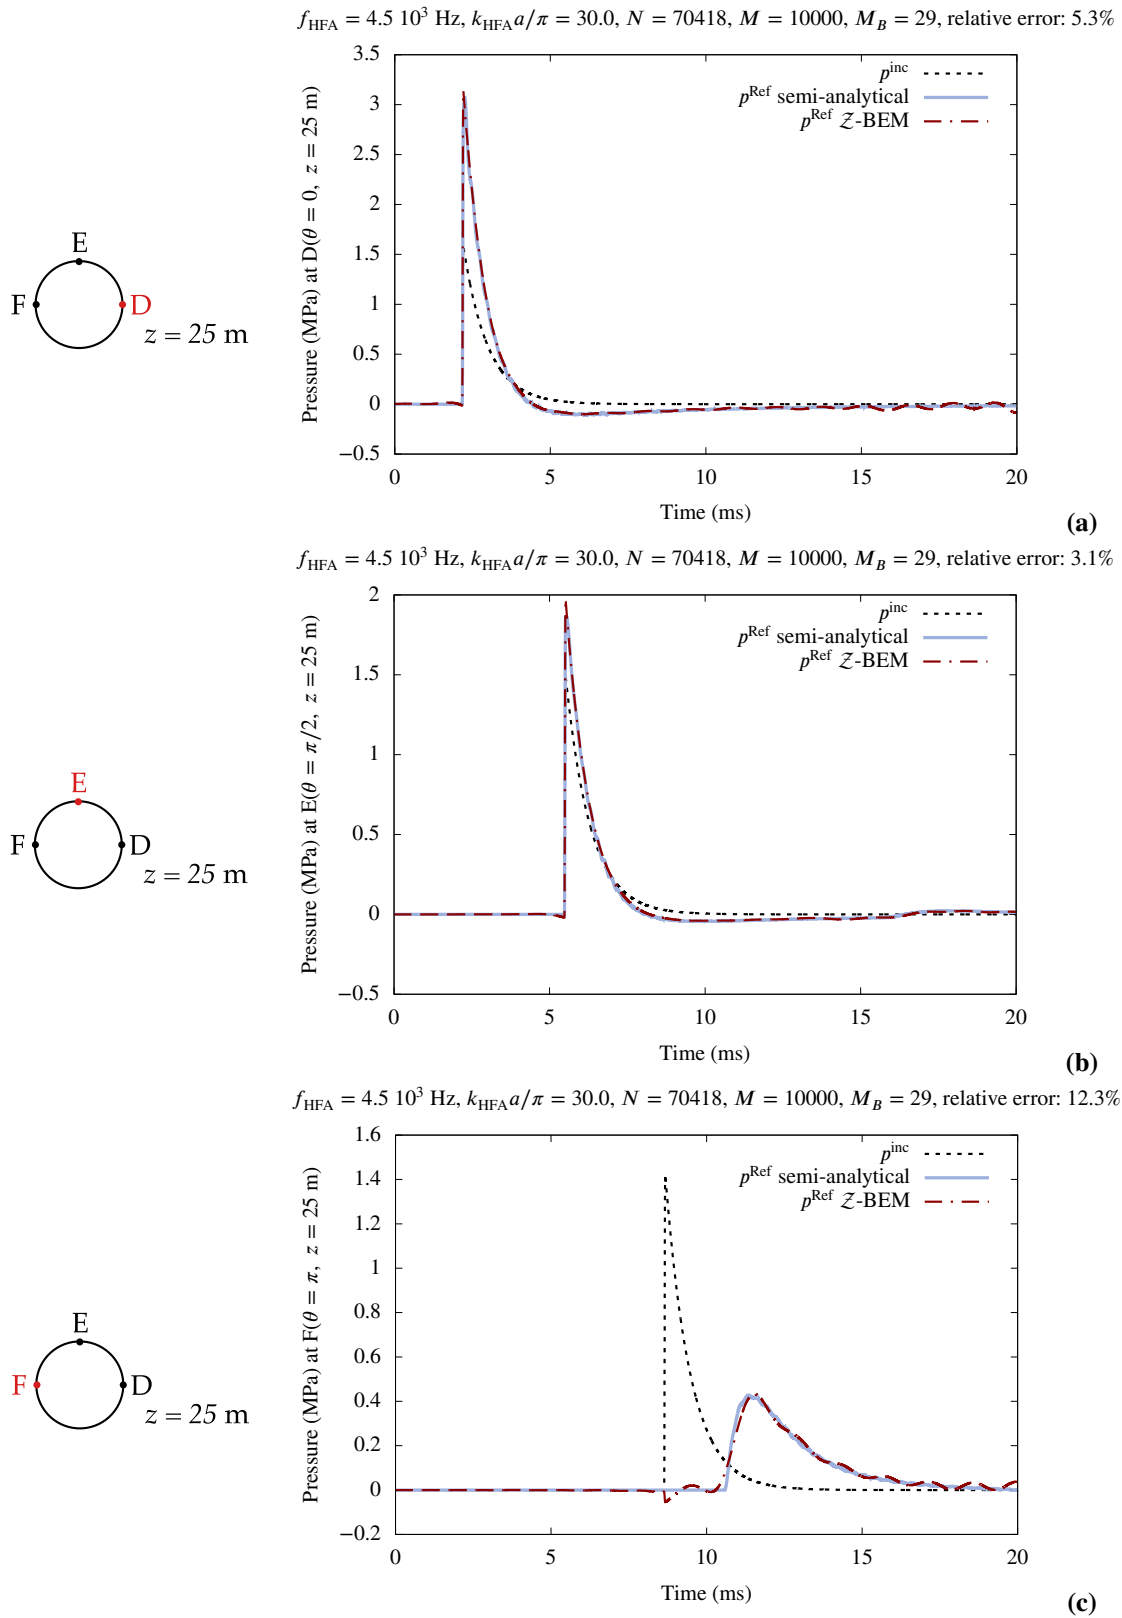 f_HFA = 4.5 10³ Hz, k_HFA a/π = 30.0, N = 70418, M = 10000, M_B = 29, relative error: 5.3%
3.5
3
2.5
2
1.5
1
0.5
0
−0.5
0
5
10
15
20
Pressure (MPa) at D(θ = 0, z = 25 m)
Time (ms)
p^inc
p^Ref semi-analytical
p^Ref 𝒵-BEM
E
F
D
z = 25 m
(a)
f_HFA = 4.5 10³ Hz, k_HFA a/π = 30.0, N = 70418, M = 10000, M_B = 29, relative error: 3.1%
2
1.5
1
0.5
0
−0.5
0
5
10
15
20
Pressure (MPa) at E(θ = π/2, z = 25 m)
Time (ms)
p^inc
p^Ref semi-analytical
p^Ref 𝒵-BEM
E
F
D
z = 25 m
(b)
f_HFA = 4.5 10³ Hz, k_HFA a/π = 30.0, N = 70418, M = 10000, M_B = 29, relative error: 12.3%
1.6
1.4
1.2
1
0.8
0.6
0.4
0.2
0
−0.2
0
5
10
15
20
Pressure (MPa) at F(θ = π, z = 25 m)
Time (ms)
p^inc
p^Ref semi-analytical
p^Ref 𝒵-BEM
E
F
D
z = 25 m
(c)